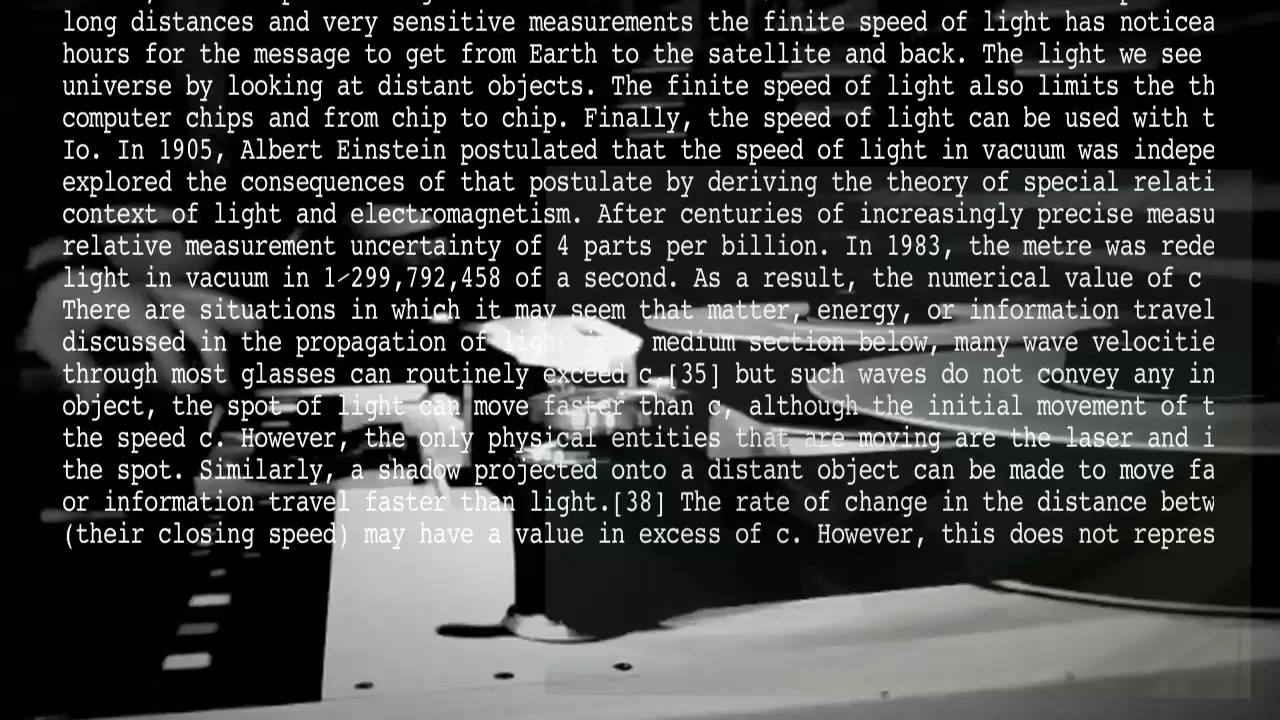 long distances and very sensitive measurements the finite speed of light has noticea
hours for the message to get from Earth to the satellite and back. The light we see
universe by looking at distant objects. The finite speed of light also limits the th
computer chips and from chip to chip. Finally, the speed of light can be used with t
Io. In 1905, Albert Einstein postulated that the speed of light in vacuum was indepe
explored the consequences of that postulate by deriving the theory of special relati
context of light and electromagnetism. After centuries of increasingly precise measu
relative measurement uncertainty of 4 parts per billion. In 1983, the metre was rede
light in vacuum in 1⁄299,792,458 of a second. As a result, the numerical value of c
There are situations in which it may seem that matter, energy, or information travel
discussed in the propagation of light in a medium section below, many wave velocitie
through most glasses can routinely exceed c,[35] but such waves do not convey any in
object, the spot of light can move faster than c, although the initial movement of t
the speed c. However, the only physical entities that are moving are the laser and i
the spot. Similarly, a shadow projected onto a distant object can be made to move fa
or information travel faster than light.[38] The rate of change in the distance betw
(their closing speed) may have a value in excess of c. However, this does not repres